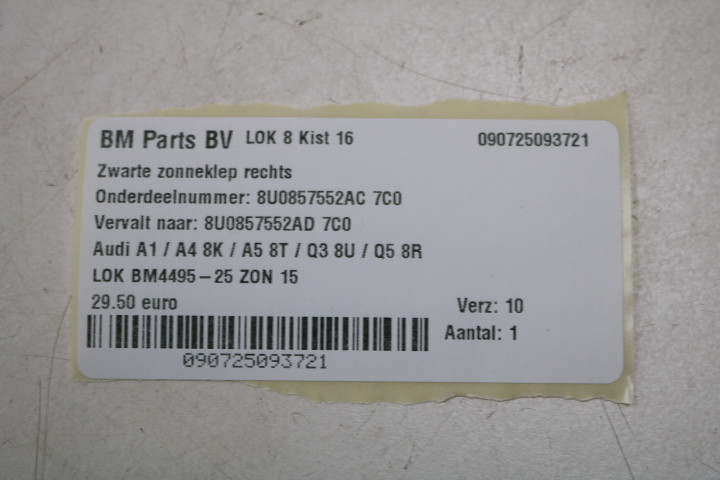 BM Parts BV LOK 8 Kist 16 090725093721
Zwarte zonneklep rechts
Onderdeelnummer: 8U0857552AC 7C0
Vervalt naar: 8U0857552AD 7C0
Audi A1 / A4 8K / A5 8T / Q3 8U / Q5 8R
LOK BM4495-25 ZON 15
29.50 euro Verz: 10
Aantal: 1
090725093721